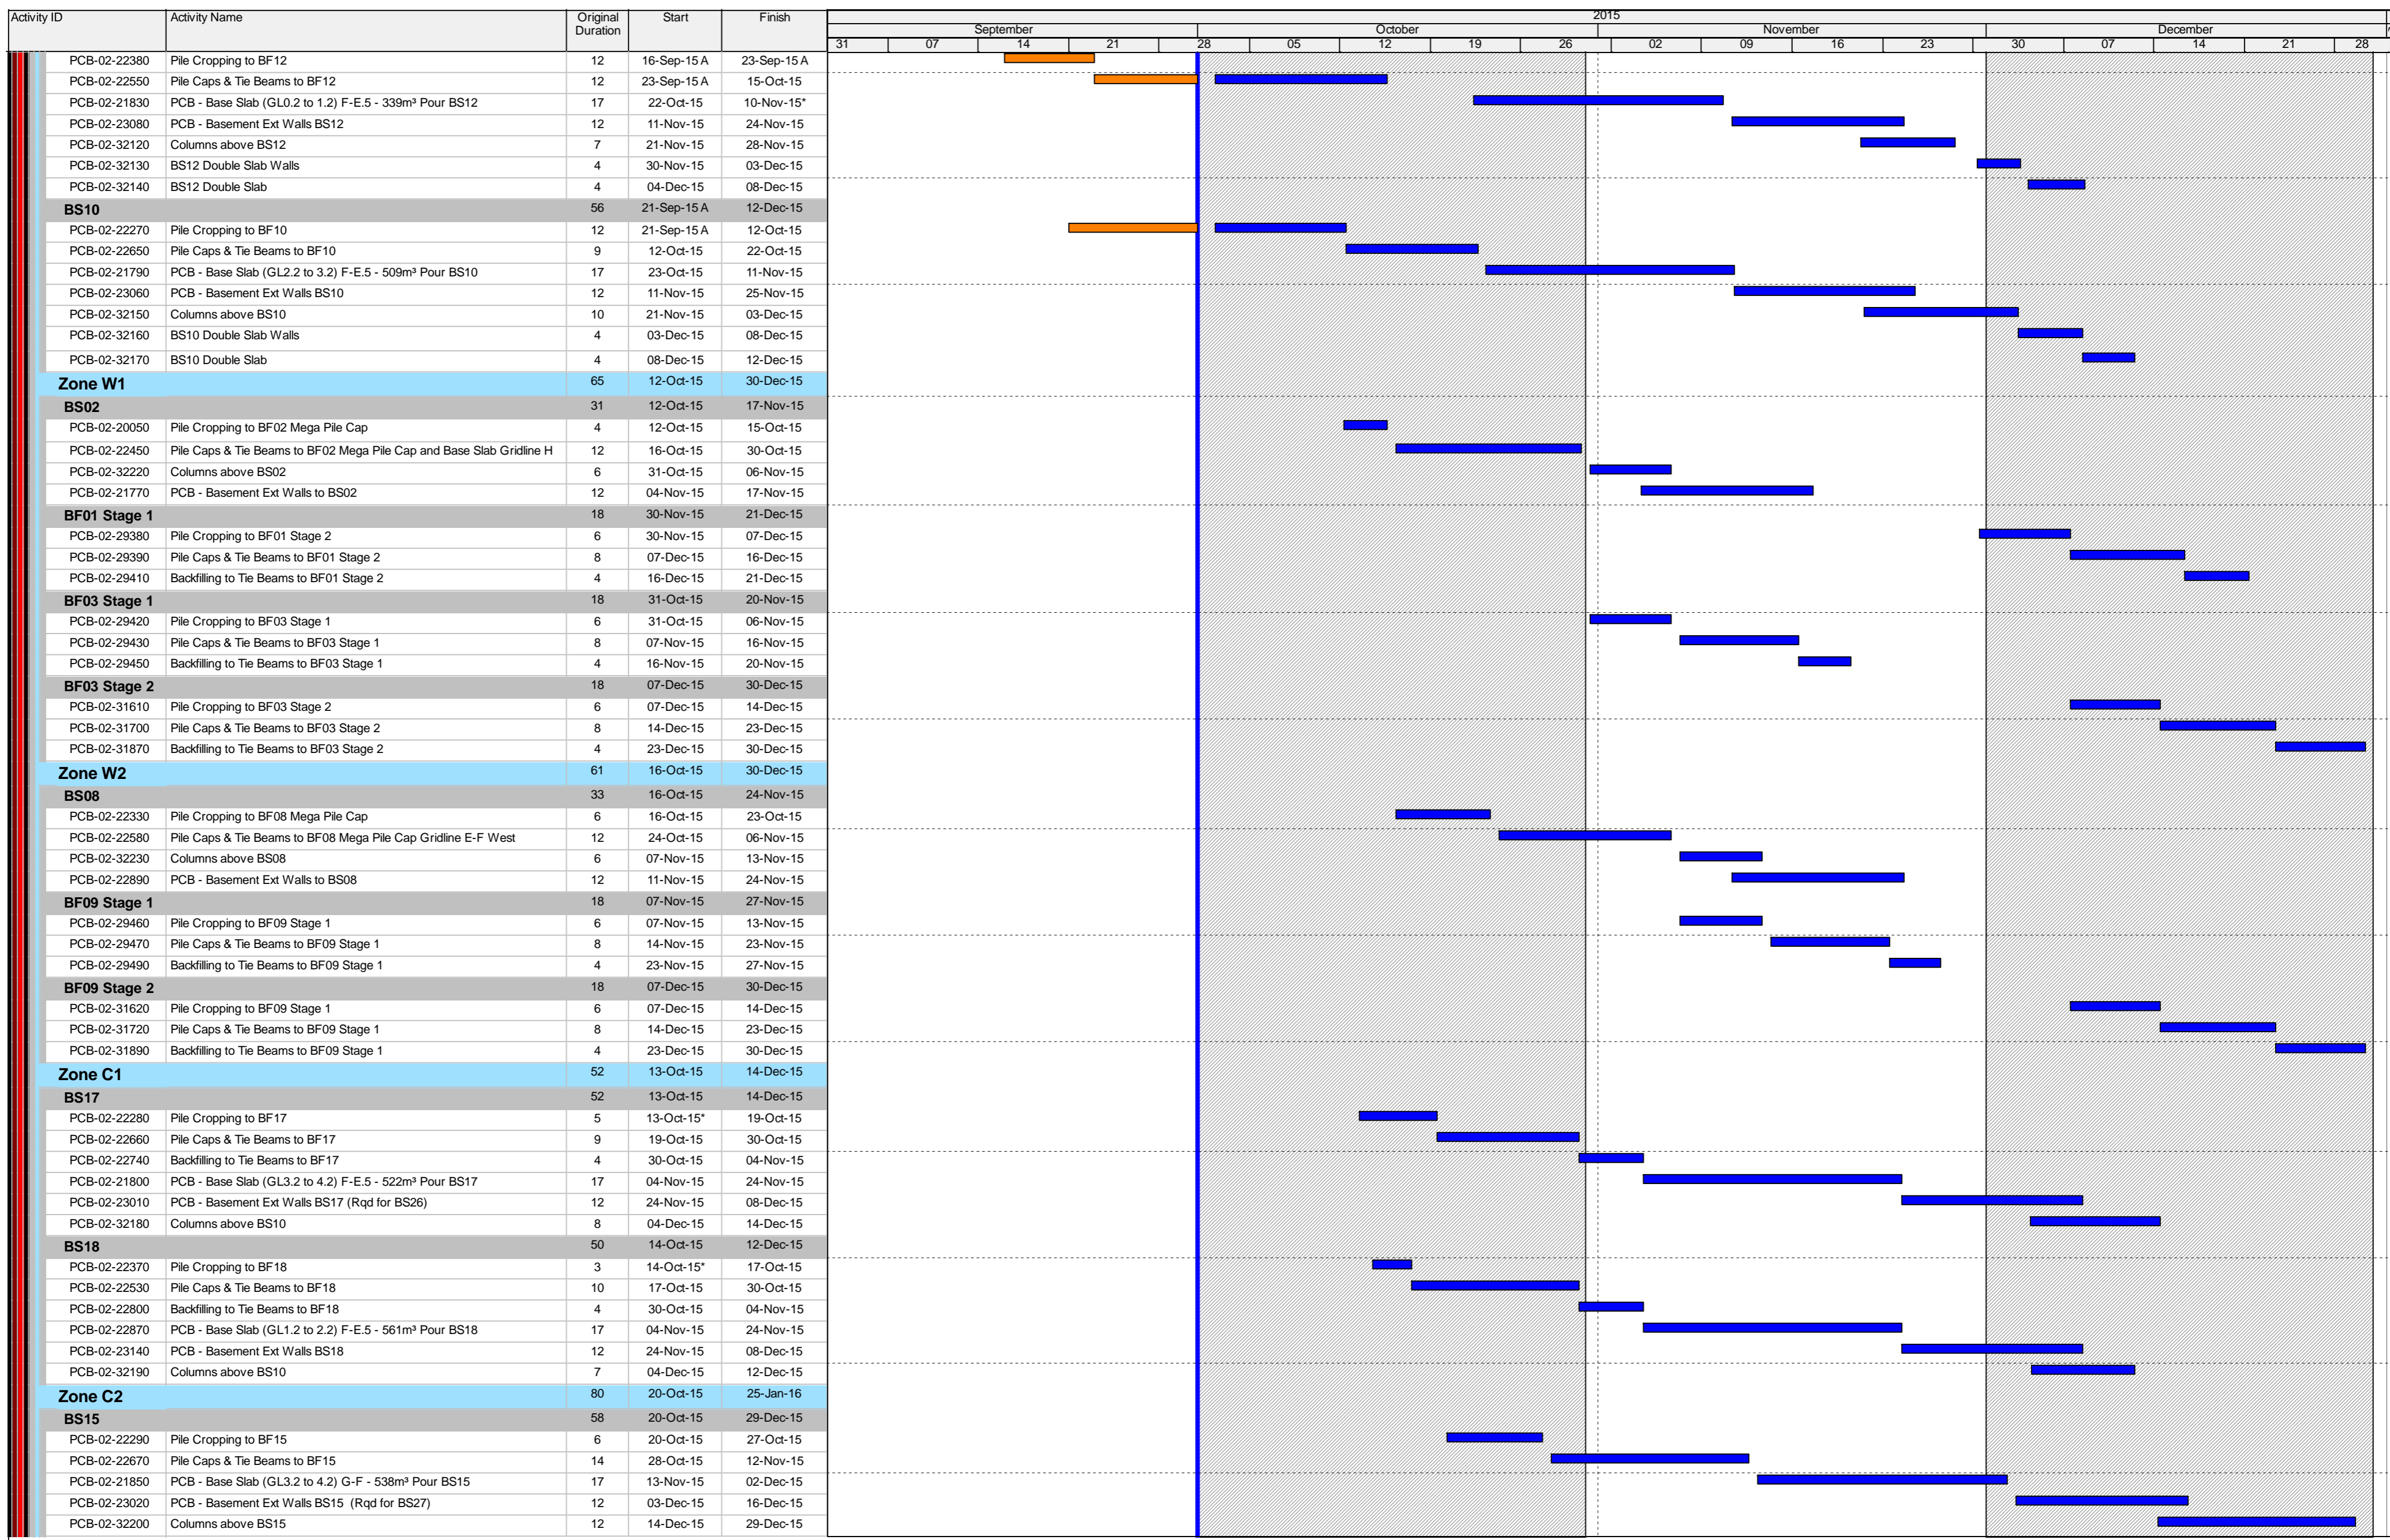 Activity ID Activity Name Original Duration Start Finish 2015
September October November December
31 07 14 21 28 05 12 19 26 02 09 16 23 30 07 14 21 28
PCB-02-22380 Pile Cropping to BF12 12 16-Sep-15 A 23-Sep-15 A
PCB-02-22550 Pile Caps & Tie Beams to BF12 12 23-Sep-15 A 15-Oct-15
PCB-02-21830 PCB - Base Slab (GL0.2 to 1.2) F-E.5 - 339m³ Pour BS12 17 22-Oct-15 10-Nov-15*
PCB-02-23080 PCB - Basement Ext Walls BS12 12 11-Nov-15 24-Nov-15
PCB-02-32120 Columns above BS12 7 21-Nov-15 28-Nov-15
PCB-02-32130 BS12 Double Slab Walls 4 30-Nov-15 03-Dec-15
PCB-02-32140 BS12 Double Slab 4 04-Dec-15 08-Dec-15
BS10 56 21-Sep-15 A 12-Dec-15
PCB-02-22270 Pile Cropping to BF10 12 21-Sep-15 A 12-Oct-15
PCB-02-22650 Pile Caps & Tie Beams to BF10 9 12-Oct-15 22-Oct-15
PCB-02-21790 PCB - Base Slab (GL2.2 to 3.2) F-E.5 - 509m³ Pour BS10 17 23-Oct-15 11-Nov-15
PCB-02-23060 PCB - Basement Ext Walls BS10 12 11-Nov-15 25-Nov-15
PCB-02-32150 Columns above BS10 10 21-Nov-15 03-Dec-15
PCB-02-32160 BS10 Double Slab Walls 4 03-Dec-15 08-Dec-15
PCB-02-32170 BS10 Double Slab 4 08-Dec-15 12-Dec-15
Zone W1 65 12-Oct-15 30-Dec-15
BS02 31 12-Oct-15 17-Nov-15
PCB-02-20050 Pile Cropping to BF02 Mega Pile Cap 4 12-Oct-15 15-Oct-15
PCB-02-22450 Pile Caps & Tie Beams to BF02 Mega Pile Cap and Base Slab Gridline H 12 16-Oct-15 30-Oct-15
PCB-02-32220 Columns above BS02 6 31-Oct-15 06-Nov-15
PCB-02-21770 PCB - Basement Ext Walls to BS02 12 04-Nov-15 17-Nov-15
BF01 Stage 1 18 30-Nov-15 21-Dec-15
PCB-02-29380 Pile Cropping to BF01 Stage 2 6 30-Nov-15 07-Dec-15
PCB-02-29390 Pile Caps & Tie Beams to BF01 Stage 2 8 07-Dec-15 16-Dec-15
PCB-02-29410 Backfilling to Tie Beams to BF01 Stage 2 4 16-Dec-15 21-Dec-15
BF03 Stage 1 18 31-Oct-15 20-Nov-15
PCB-02-29420 Pile Cropping to BF03 Stage 1 6 31-Oct-15 06-Nov-15
PCB-02-29430 Pile Caps & Tie Beams to BF03 Stage 1 8 07-Nov-15 16-Nov-15
PCB-02-29450 Backfilling to Tie Beams to BF03 Stage 1 4 16-Nov-15 20-Nov-15
BF03 Stage 2 18 07-Dec-15 30-Dec-15
PCB-02-31610 Pile Cropping to BF03 Stage 2 6 07-Dec-15 14-Dec-15
PCB-02-31700 Pile Caps & Tie Beams to BF03 Stage 2 8 14-Dec-15 23-Dec-15
PCB-02-31870 Backfilling to Tie Beams to BF03 Stage 2 4 23-Dec-15 30-Dec-15
Zone W2 61 16-Oct-15 30-Dec-15
BS08 33 16-Oct-15 24-Nov-15
PCB-02-22330 Pile Cropping to BF08 Mega Pile Cap 6 16-Oct-15 23-Oct-15
PCB-02-22580 Pile Caps & Tie Beams to BF08 Mega Pile Cap Gridline E-F West 12 24-Oct-15 06-Nov-15
PCB-02-32230 Columns above BS08 6 07-Nov-15 13-Nov-15
PCB-02-22890 PCB - Basement Ext Walls to BS08 12 11-Nov-15 24-Nov-15
BF09 Stage 1 18 07-Nov-15 27-Nov-15
PCB-02-29460 Pile Cropping to BF09 Stage 1 6 07-Nov-15 13-Nov-15
PCB-02-29470 Pile Caps & Tie Beams to BF09 Stage 1 8 14-Nov-15 23-Nov-15
PCB-02-29490 Backfilling to Tie Beams to BF09 Stage 1 4 23-Nov-15 27-Nov-15
BF09 Stage 2 18 07-Dec-15 30-Dec-15
PCB-02-31620 Pile Cropping to BF09 Stage 1 6 07-Dec-15 14-Dec-15
PCB-02-31720 Pile Caps & Tie Beams to BF09 Stage 1 8 14-Dec-15 23-Dec-15
PCB-02-31890 Backfilling to Tie Beams to BF09 Stage 1 4 23-Dec-15 30-Dec-15
Zone C1 52 13-Oct-15 14-Dec-15
BS17 52 13-Oct-15 14-Dec-15
PCB-02-22280 Pile Cropping to BF17 5 13-Oct-15* 19-Oct-15
PCB-02-22660 Pile Caps & Tie Beams to BF17 9 19-Oct-15 30-Oct-15
PCB-02-22740 Backfilling to Tie Beams to BF17 4 30-Oct-15 04-Nov-15
PCB-02-21800 PCB - Base Slab (GL3.2 to 4.2) F-E.5 - 522m³ Pour BS17 17 04-Nov-15 24-Nov-15
PCB-02-23010 PCB - Basement Ext Walls BS17 (Rqd for BS26) 12 24-Nov-15 08-Dec-15
PCB-02-32180 Columns above BS10 8 04-Dec-15 14-Dec-15
BS18 50 14-Oct-15 12-Dec-15
PCB-02-22370 Pile Cropping to BF18 3 14-Oct-15* 17-Oct-15
PCB-02-22530 Pile Caps & Tie Beams to BF18 10 17-Oct-15 30-Oct-15
PCB-02-22800 Backfilling to Tie Beams to BF18 4 30-Oct-15 04-Nov-15
PCB-02-22870 PCB - Base Slab (GL1.2 to 2.2) F-E.5 - 561m³ Pour BS18 17 04-Nov-15 24-Nov-15
PCB-02-23140 PCB - Basement Ext Walls BS18 12 24-Nov-15 08-Dec-15
PCB-02-32190 Columns above BS10 7 04-Dec-15 12-Dec-15
Zone C2 80 20-Oct-15 25-Jan-16
BS15 58 20-Oct-15 29-Dec-15
PCB-02-22290 Pile Cropping to BF15 6 20-Oct-15 27-Oct-15
PCB-02-22670 Pile Caps & Tie Beams to BF15 14 28-Oct-15 12-Nov-15
PCB-02-21850 PCB - Base Slab (GL3.2 to 4.2) G-F - 538m³ Pour BS15 17 13-Nov-15 02-Dec-15
PCB-02-23020 PCB - Basement Ext Walls BS15 (Rqd for BS27) 12 03-Dec-15 16-Dec-15
PCB-02-32200 Columns above BS15 12 14-Dec-15 29-Dec-15